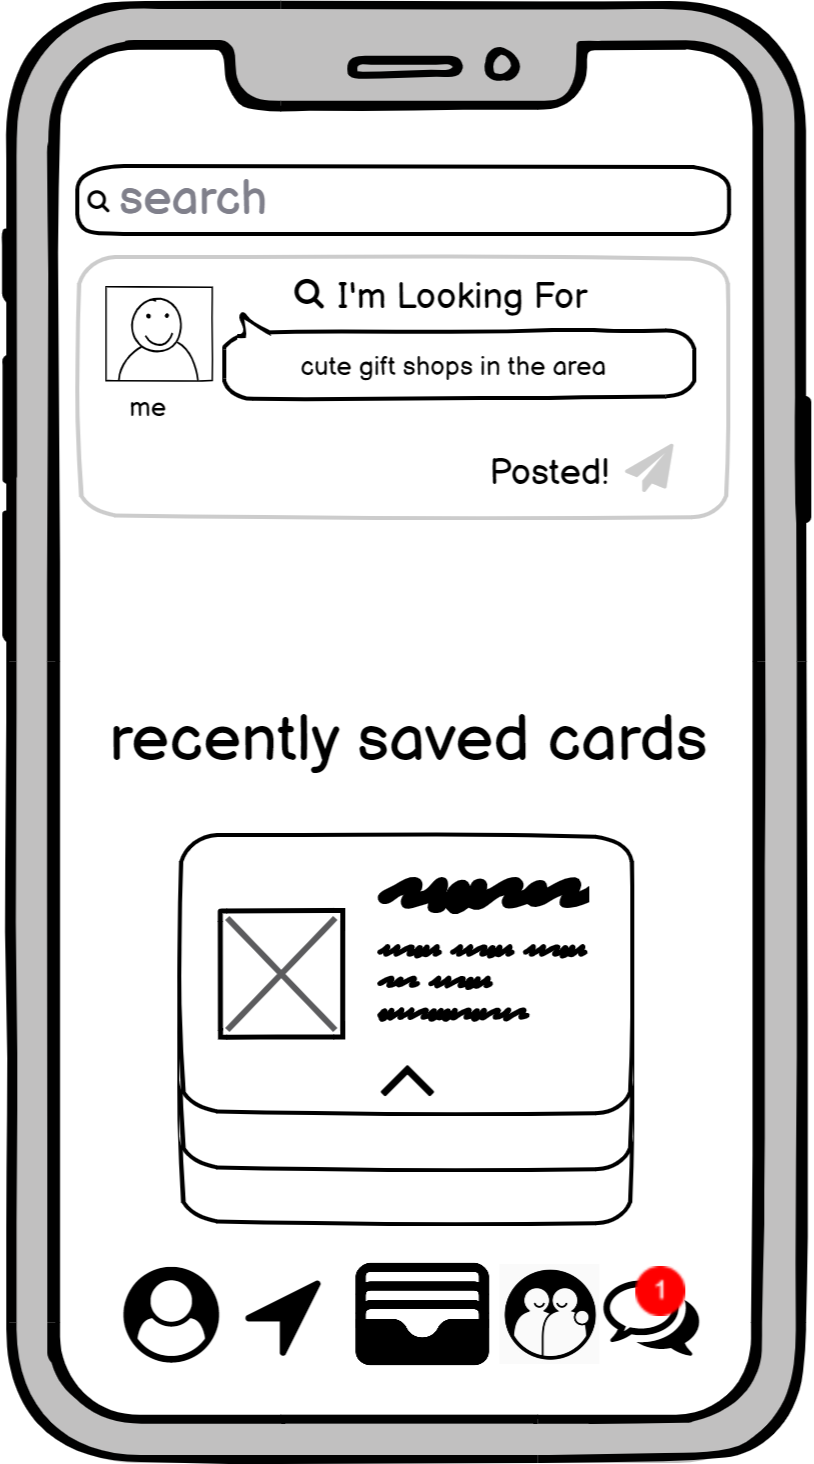 search
I'm Looking For
cute gift shops in the area
me
Posted!
recently saved cards
1